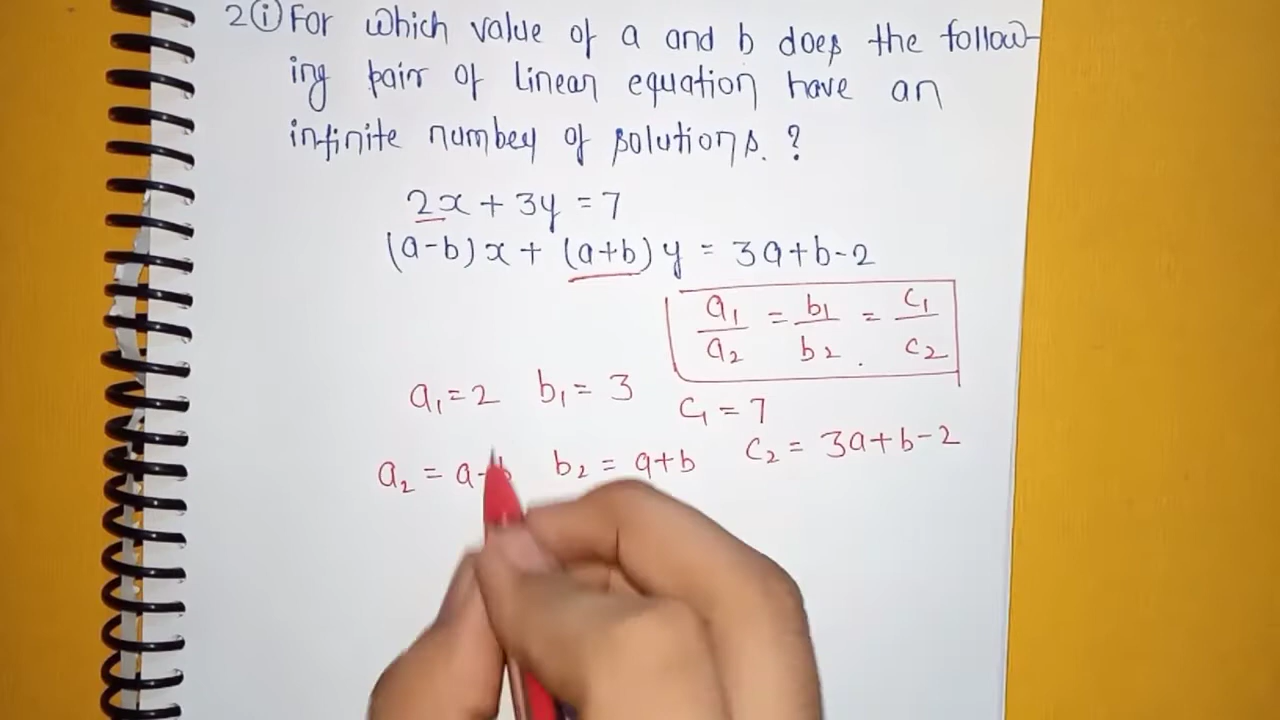 2 (i) For which value of a and b does the follow-
ing pair of linear equation have an
infinite number of solutions. ?
2x + 3y = 7
(a-b)x + (a+b)y = 3a+b-2
a₁/a₂ = b₁/b₂ = c₁/c₂
a₁ = 2 b₁ = 3 c₁ = 7
a₂ = a-b b₂ = a+b c₂ = 3a+b-2